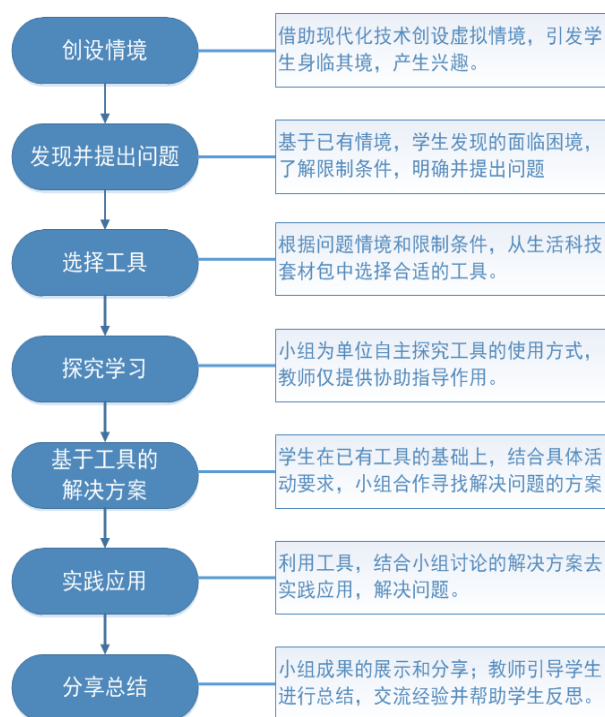 创设情境
借助现代化技术创设虚拟情境，引发学
生身临其境，产生兴趣。
发现并提出问题
基于已有情境，学生发现的面临困境，
了解限制条件，明确并提出问题
选择工具
根据问题情境和限制条件，从生活科技
套材包中选择合适的工具。
探究学习
小组为单位自主探究工具的使用方式，
教师仅提供协助指导作用。
基于工具的
解决方案
学生在已有工具的基础上，结合具体活
动要求，小组合作寻找解决问题的方案
实践应用
利用工具，结合小组讨论的解决方案去
实践应用，解决问题。
分享总结
小组成果的展示和分享；教师引导学生
进行总结，交流经验并帮助学生反思。